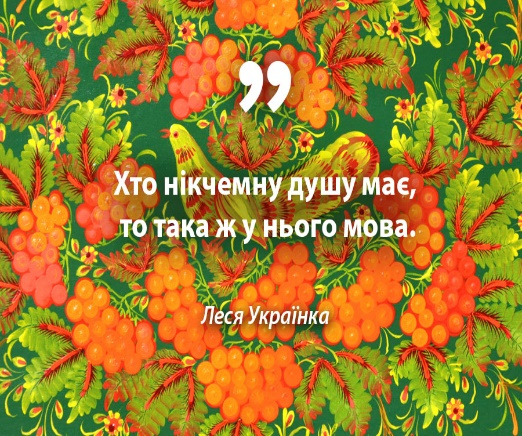 ”
Хто нікчемну душу має,
то така ж у нього мова.
Леся Українка